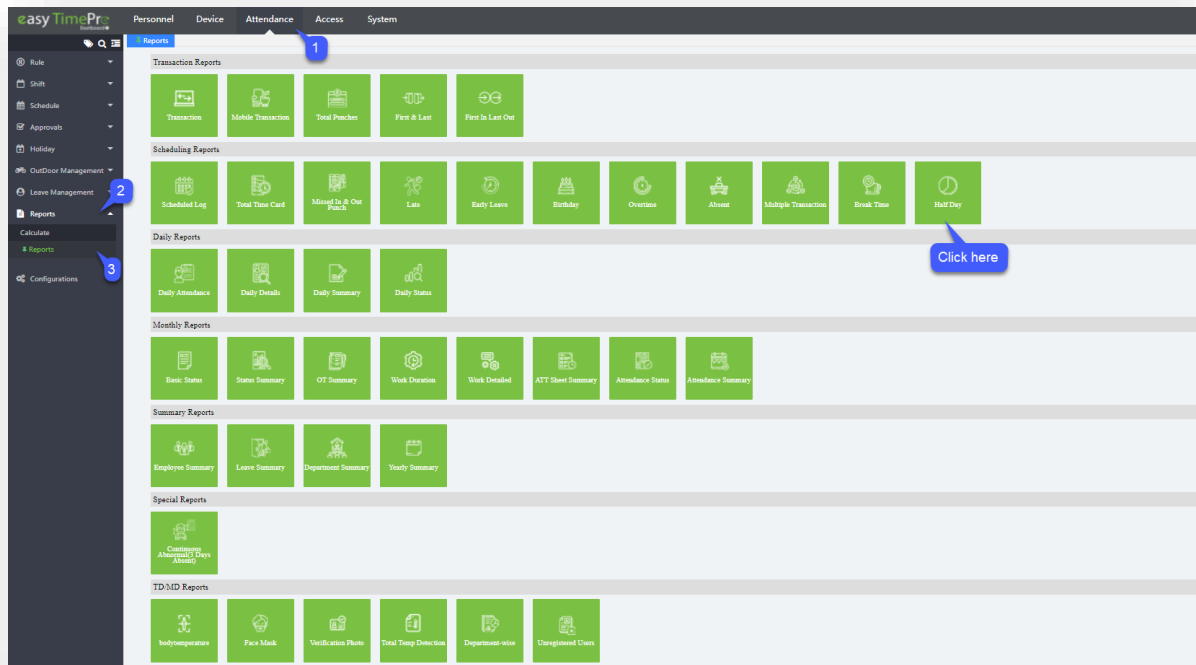 easy TimePro
Dashboard
Personnel Device Attendance Access System
Reports
1
Rule
Shift
Schedule
Approvals
Holiday
OutDoor Management
Leave Management
2
Reports
Calculate
Reports
3
Configurations
Transaction Reports
Transaction
Mobile Transaction
Total Punches
First & Last
First In Last Out
Scheduling Reports
Scheduled Log
Total Time Card
Missed In & Out
Punch
Late
Early Leave
Birthday
Overtime
Absent
Multiple Transaction
Break Time
Half Day
Click here
Daily Reports
Daily Attendance
Daily Details
Daily Summary
Daily Status
Monthly Reports
Basic Status
Status Summary
OT Summary
Work Duration
Work Detailed
ATT Sheet Summary
Attendance Status
Attendance Summary
Summary Reports
Employee Summary
Leave Summary
Department Summary
Yearly Summary
Special Reports
Continuous
Abnormal(3 Days
Absent)
TD/MD Reports
bodytemperature
Face Mask
Verification Photo
Total Temp Detection
Department-wise
Unregistered Users